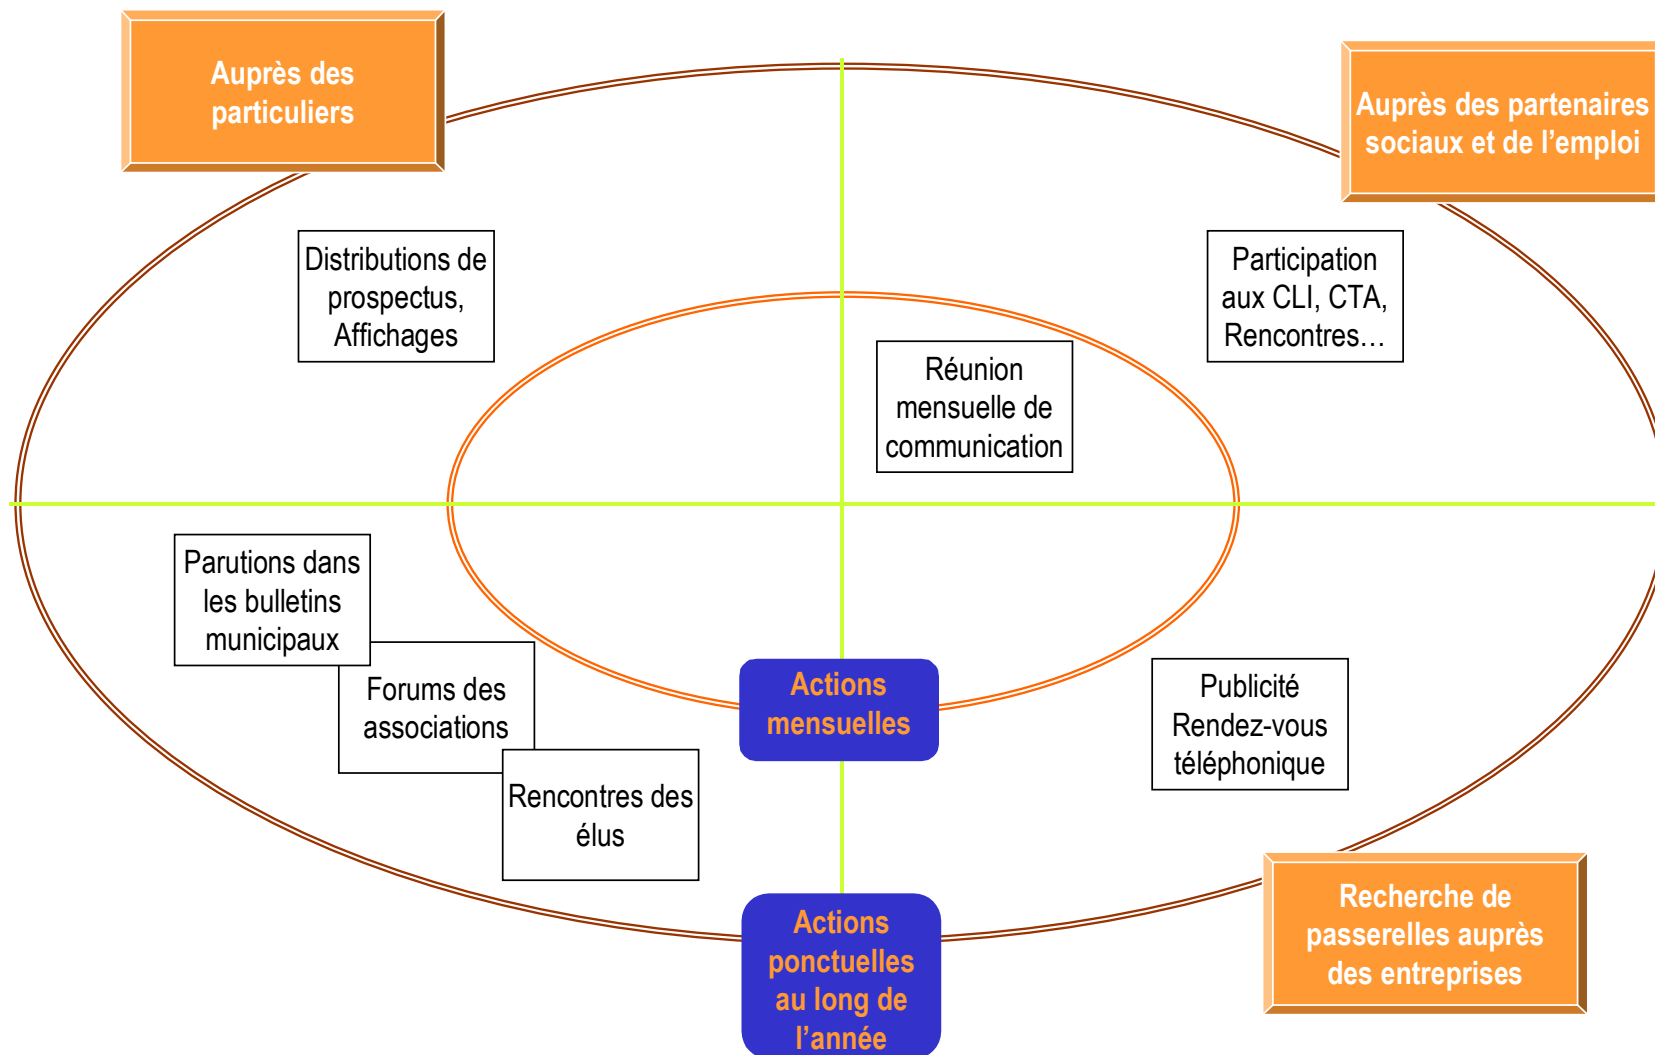 Auprès des
particuliers
Auprès des partenaires
sociaux et de l’emploi
Distributions de
prospectus,
Affichages
Participation
aux CLI, CTA,
Rencontres…
Réunion
mensuelle de
communication
Parutions dans
les bulletins
municipaux
Forums des
associations
Rencontres des
élus
Actions
mensuelles
Publicité
Rendez-vous
téléphonique
Actions
ponctuelles
au long de
l’année
Recherche de
passerelles auprès
des entreprises